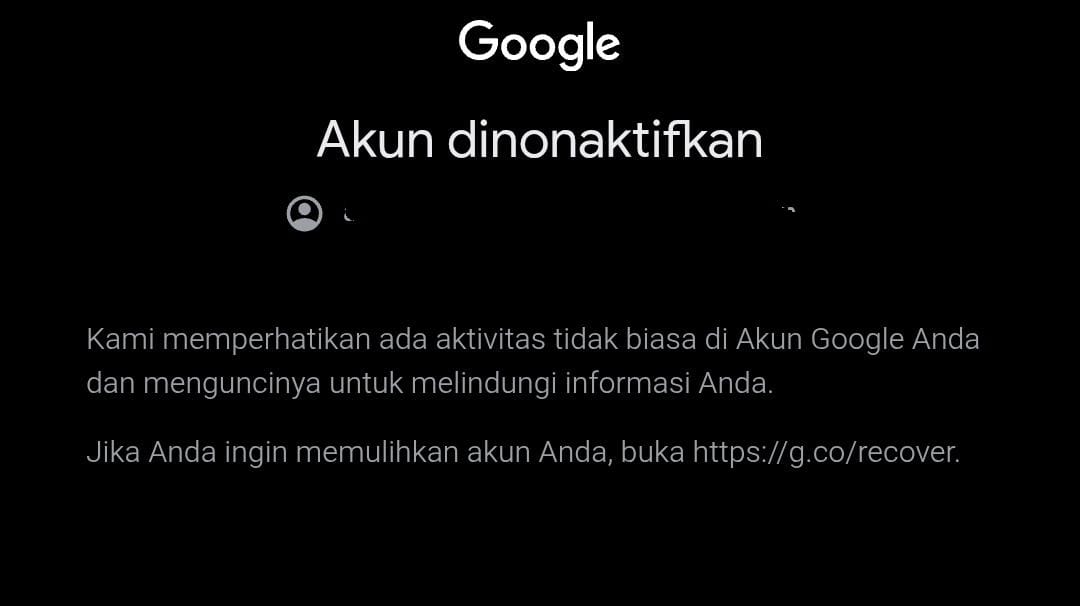 Google
Akun dinonaktifkan
Kami memperhatikan ada aktivitas tidak biasa di Akun Google Anda
dan menguncinya untuk melindungi informasi Anda.
Jika Anda ingin memulihkan akun Anda, buka https://g.co/recover.